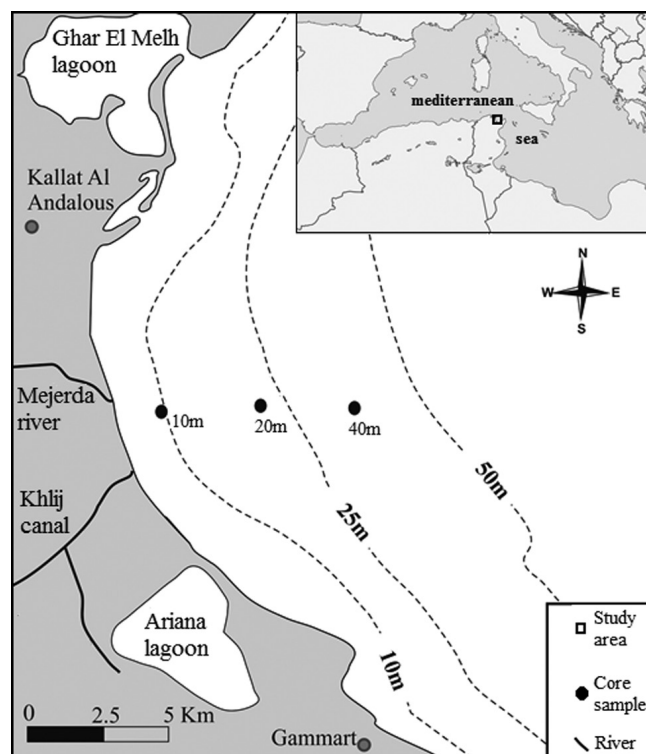 Ghar El Melh
lagoon
mediterranean
sea
Kallat Al
Andalous
N
W
E
S
Mejerda
river
10m
20m
40m
Khlij
canal
50m
25m
10m
Ariana
lagoon
Study
area
Core
sample
River
0
2.5
5 Km
Gammart